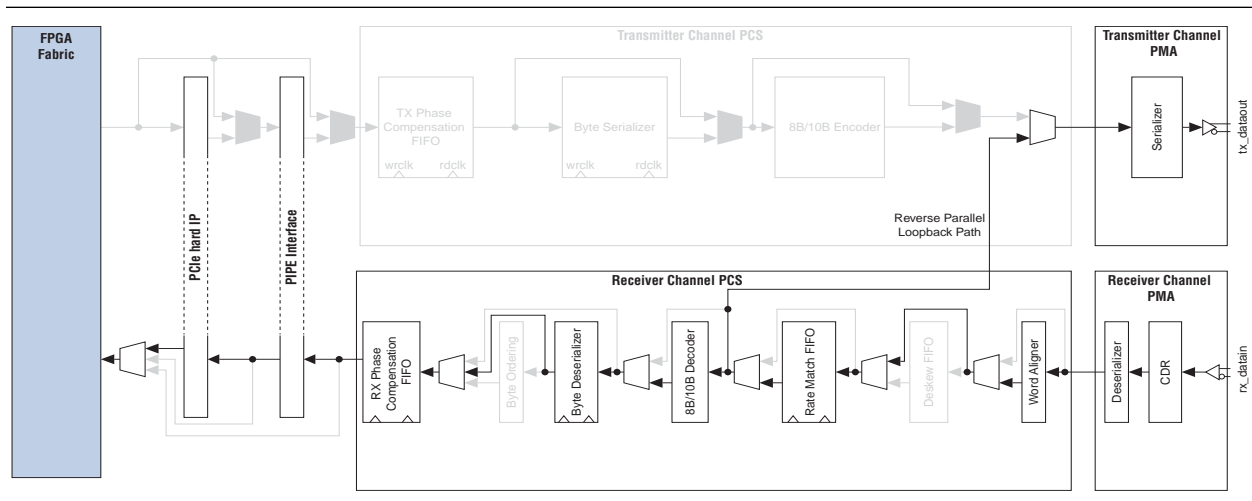 FPGA
Fabric
Transmitter Channel PCS
Transmitter Channel
PMA
TX Phase
Compensation
FIFO
wrclk
rdclk
Byte Serializer
wrclk
rdclk
8B/10B Encoder
Serializer
tx_dataout
PCIe hard IP
PIPE Interface
Reverse Parallel
Loopback Path
Receiver Channel PCS
Receiver Channel
PMA
RX Phase
Compensation
FIFO
Byte Ordering
Byte Deserializer
8B/10B Decoder
Rate Match FIFO
Deskew FIFO
Word Aligner
Deserializer
CDR
rx_datain